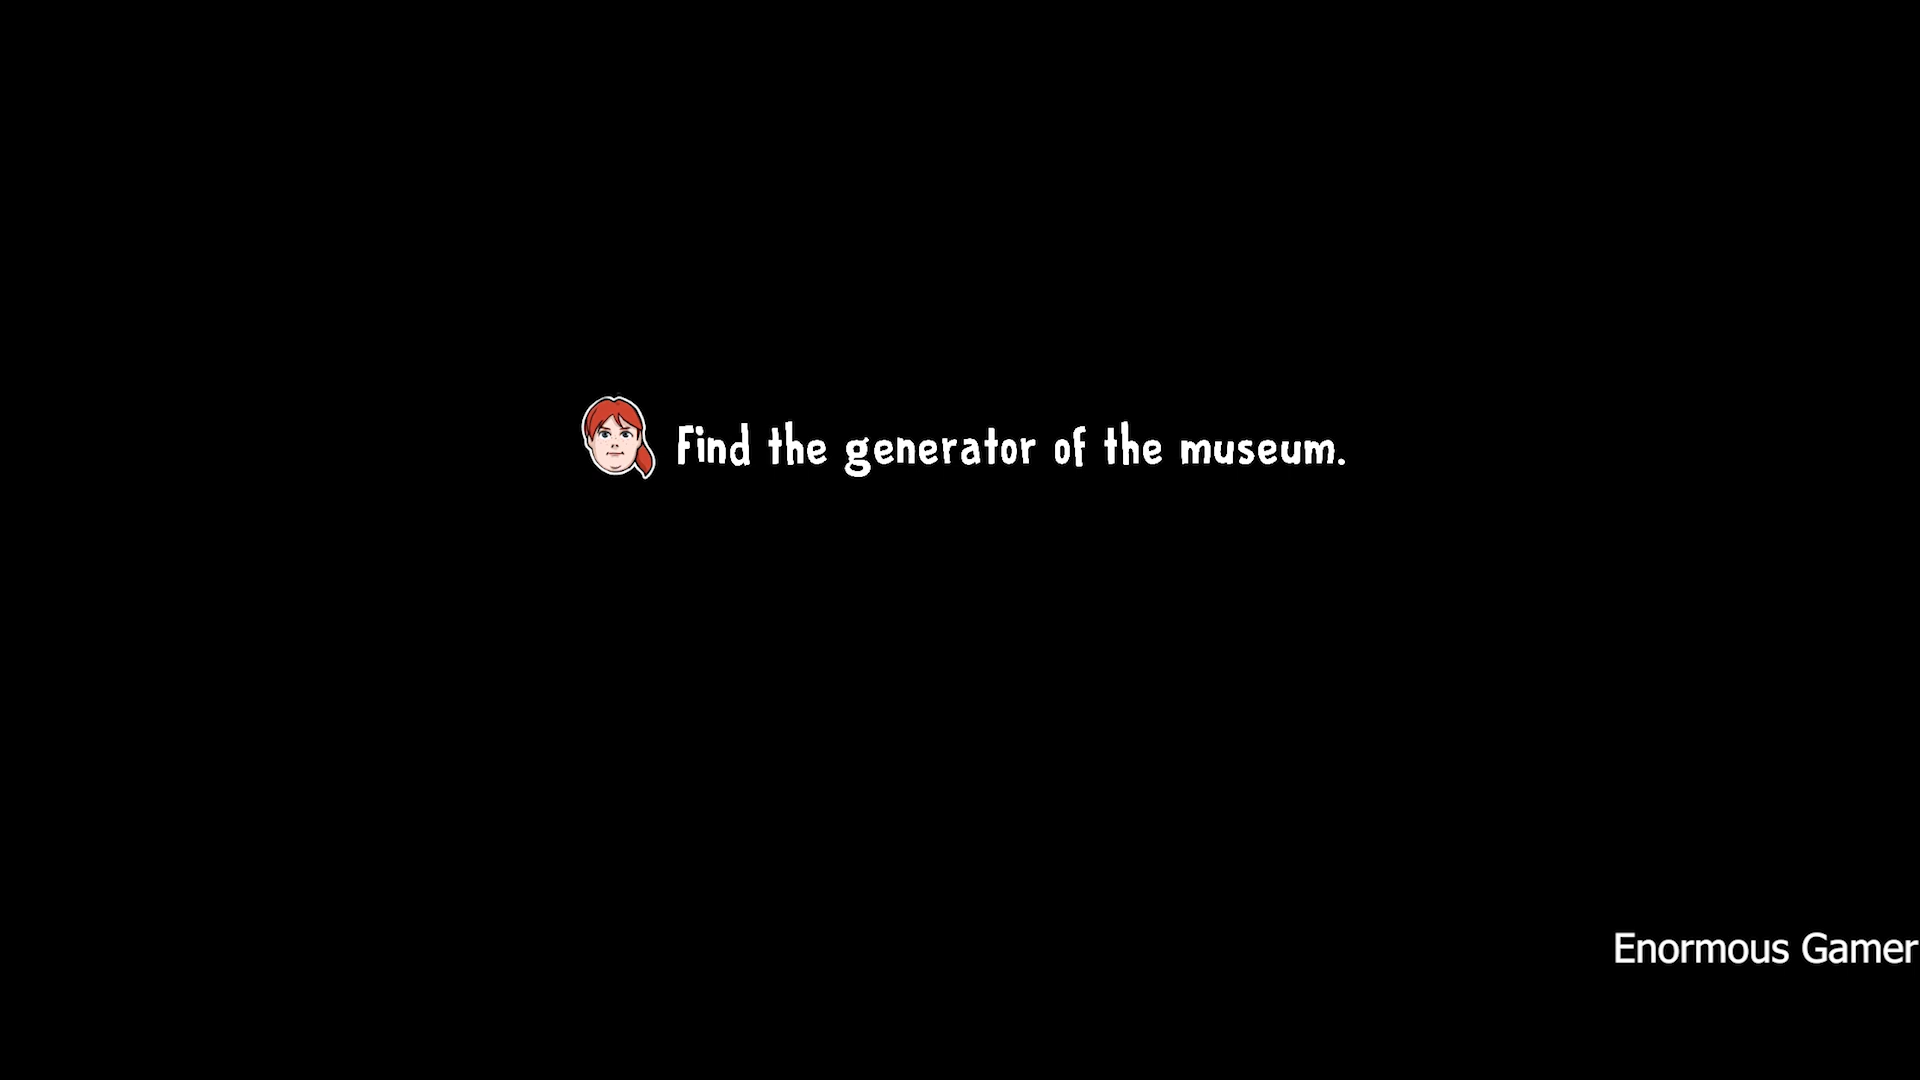 Find the generator of the museum.
Enormous Gamer